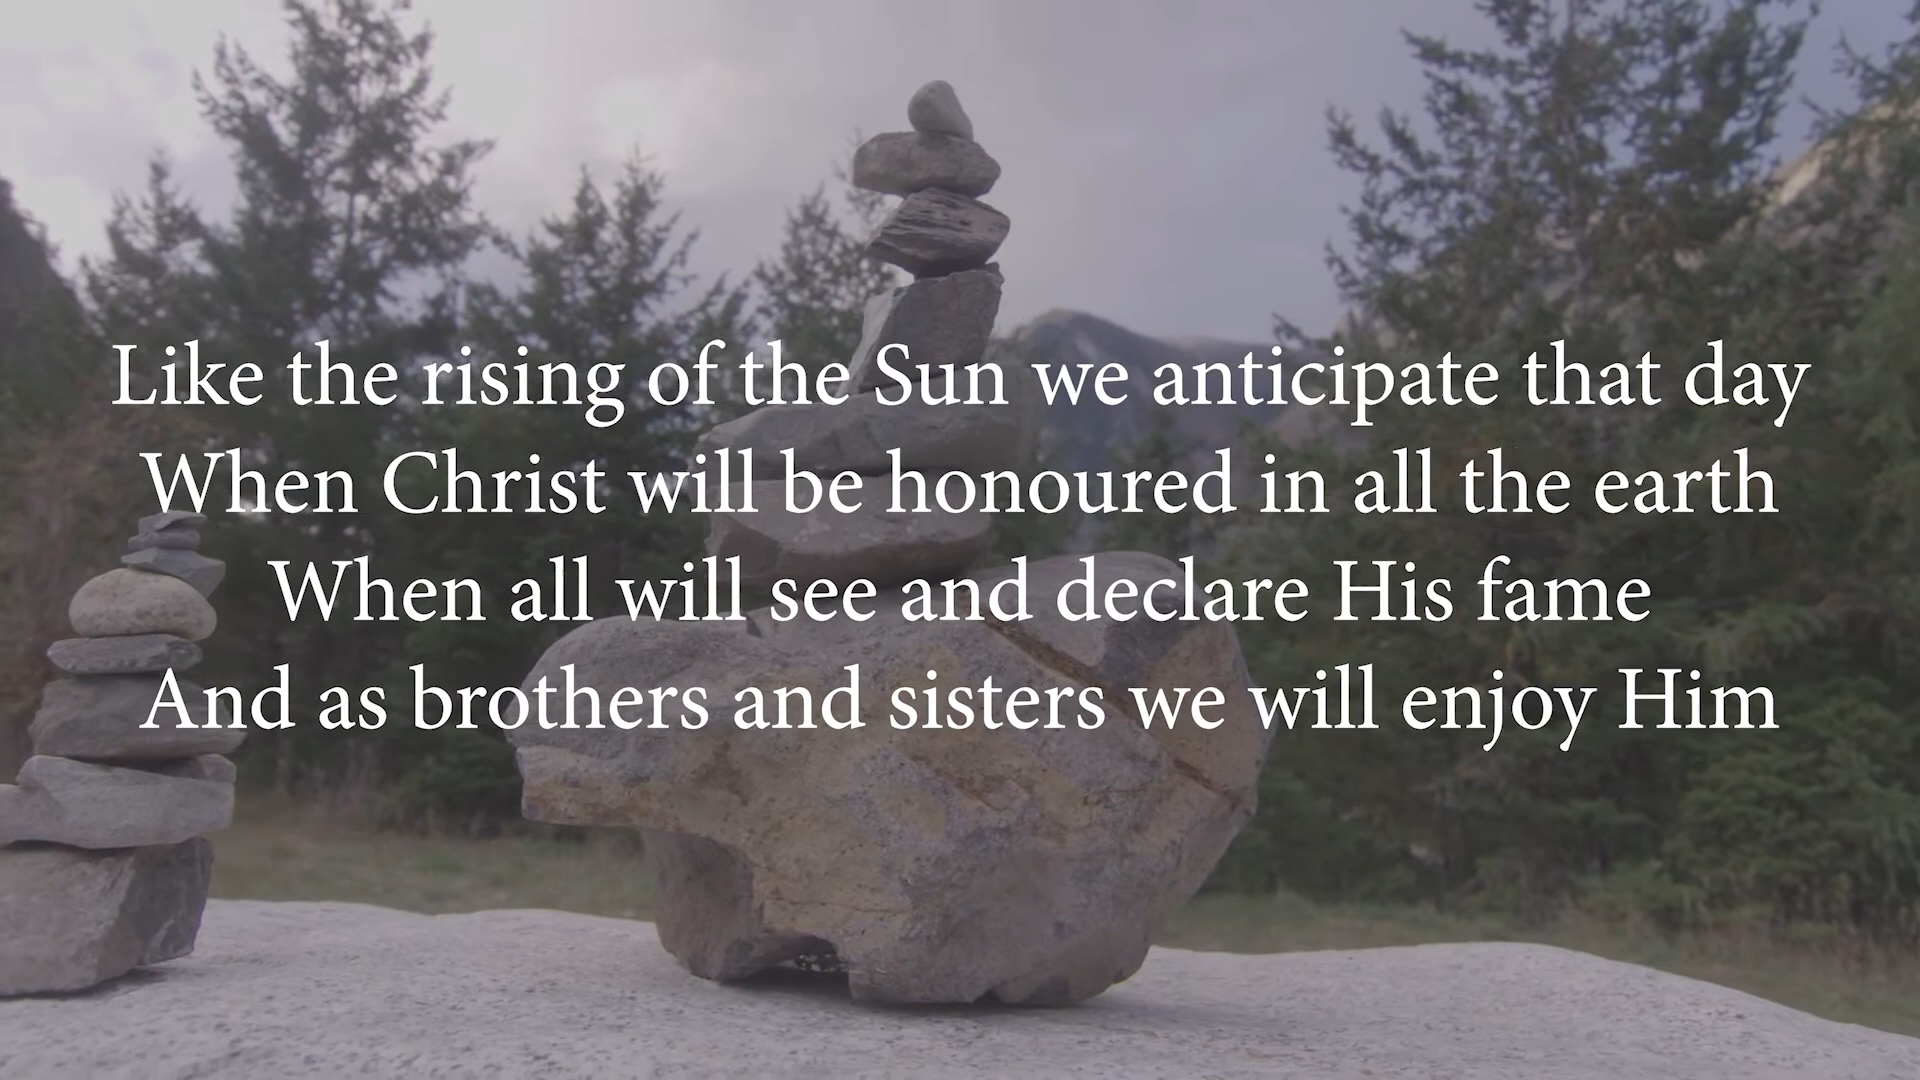 Like the rising of the Sun we anticipate that day
When Christ will be honoured in all the earth
When all will see and declare His fame
And as brothers and sisters we will enjoy Him